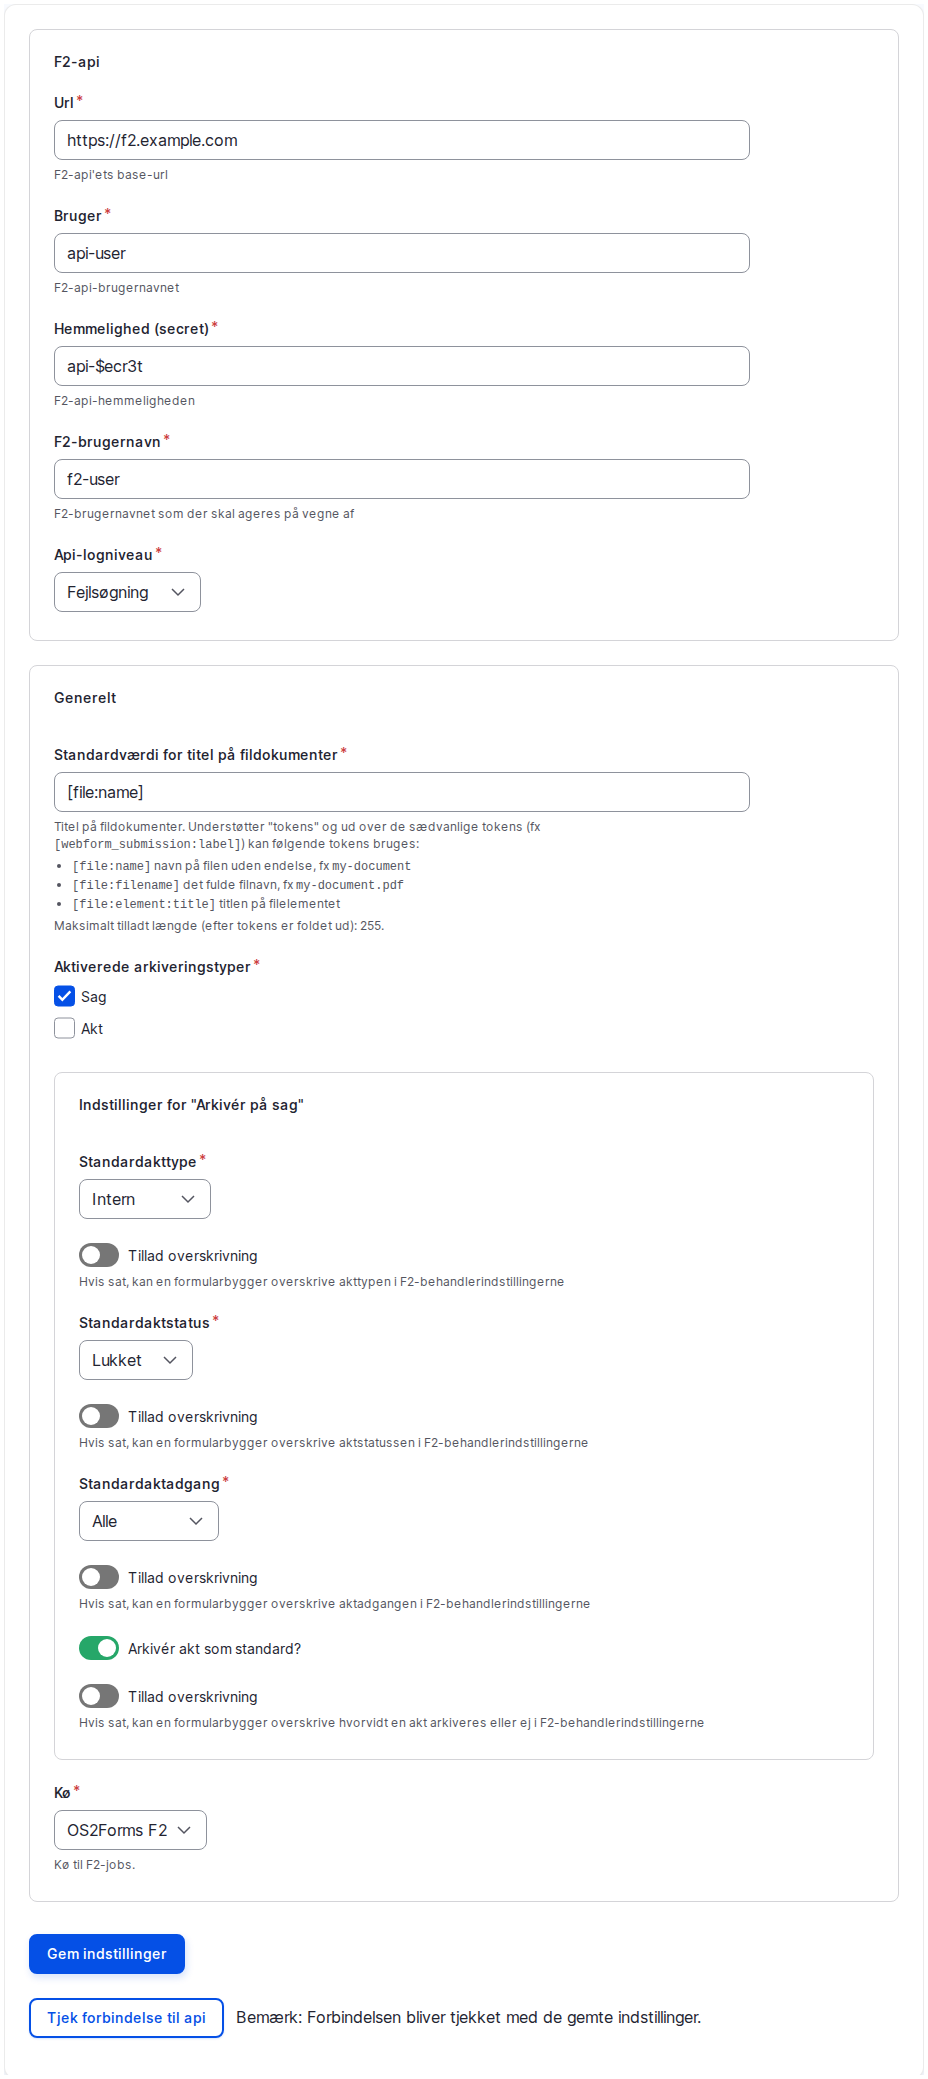 F2-api
Url *
https://f2.example.com
F2-api'ets base-url
Bruger *
api-user
F2-api-brugernavnet
Hemmelighed (secret) *
api-$ecr3t
F2-api-hemmeligheden
F2-brugernavn *
f2-user
F2-brugernavnet som der skal ageres på vegne af
Api-logniveau *
Fejlsøgning
Generelt
Standardværdi for titel på fildokumenter *
[file:name]
Titel på fildokumenter. Understøtter "tokens" og ud over de sædvanlige tokens (fx
[webform_submission:label]) kan følgende tokens bruges:
• [file:name] navn på filen uden endelse, fx my-document
• [file:filename] det fulde filnavn, fx my-document.pdf
• [file:element:title] titlen på filelementet
Maksimalt tilladt længde (efter tokens er foldet ud): 255.
Aktiverede arkiveringstyper *
Sag
Akt
Indstillinger for "Arkivér på sag"
Standardakttype *
Intern
Tillad overskrivning
Hvis sat, kan en formularbygger overskrive akttypen i F2-behandlerindstillingerne
Standardaktstatus *
Lukket
Tillad overskrivning
Hvis sat, kan en formularbygger overskrive aktstatussen i F2-behandlerindstillingerne
Standardaktadgang *
Alle
Tillad overskrivning
Hvis sat, kan en formularbygger overskrive aktadgangen i F2-behandlerindstillingerne
Arkivér akt som standard?
Tillad overskrivning
Hvis sat, kan en formularbygger overskrive hvorvidt en akt arkiveres eller ej i F2-behandlerindstillingerne
Kø *
OS2Forms F2
Kø til F2-jobs.
Gem indstillinger
Tjek forbindelse til api Bemærk: Forbindelsen bliver tjekket med de gemte indstillinger.